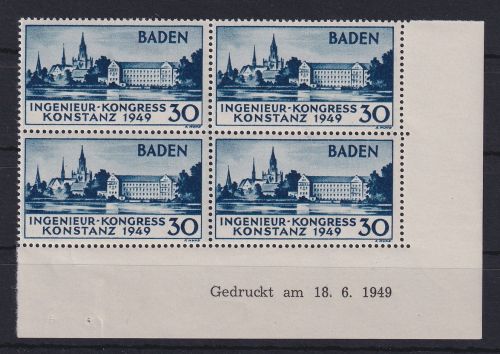 BADEN
INGENIEUR-KONGRESS
KONSTANZ 1949 30
BADEN
INGENIEUR-KONGRESS
KONSTANZ 1949 30
BADEN
INGENIEUR-KONGRESS
KONSTANZ 1949 30
BADEN
INGENIEUR-KONGRESS
KONSTANZ 1949 30
Gedruckt am 18. 6. 1949